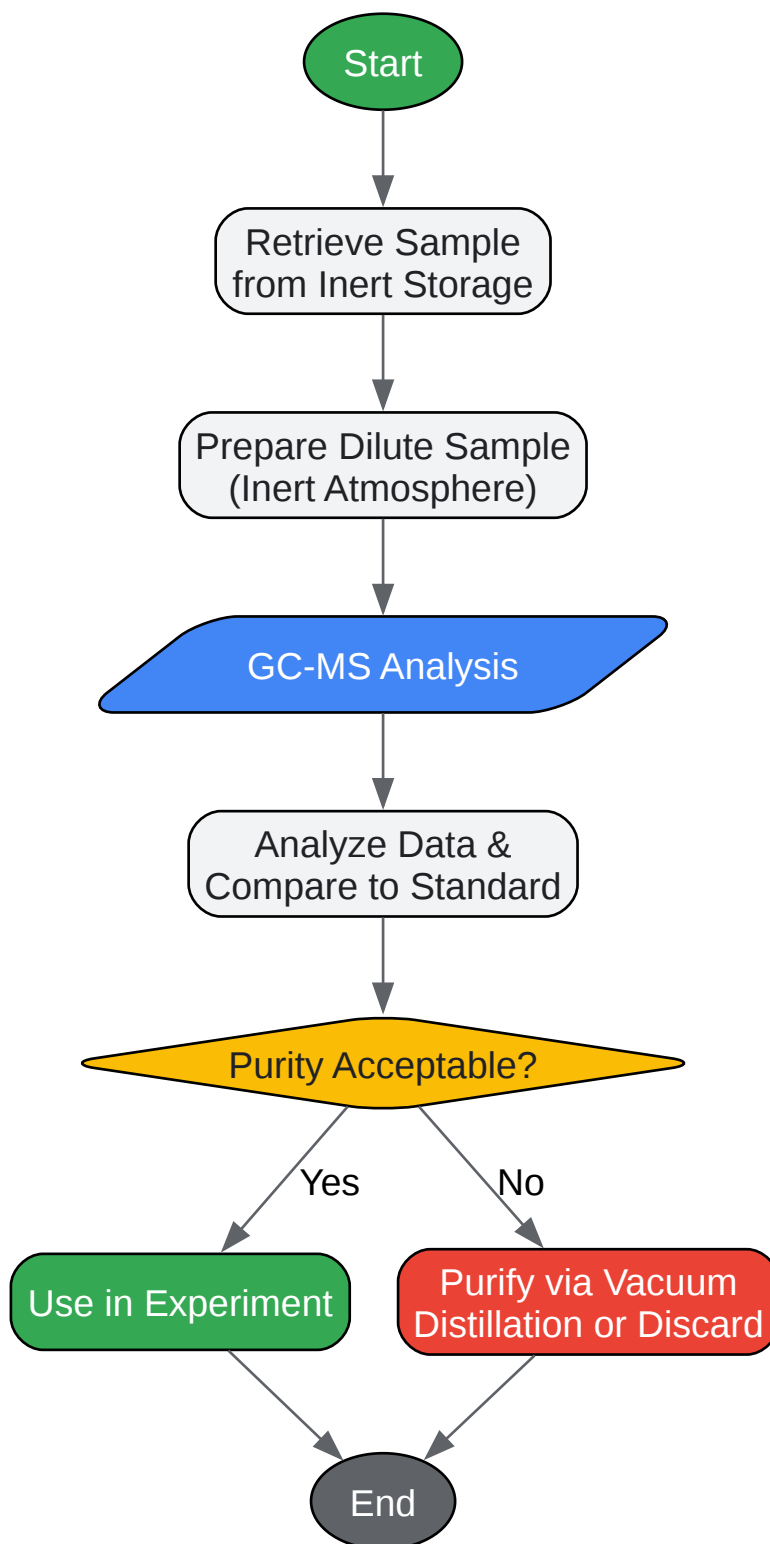 Start
Retrieve Sample
from Inert Storage
Prepare Dilute Sample
(Inert Atmosphere)
GC-MS Analysis
Analyze Data &
Compare to Standard
Purity Acceptable?
Yes
No
Use in Experiment
Purify via Vacuum
Distillation or Discard
End